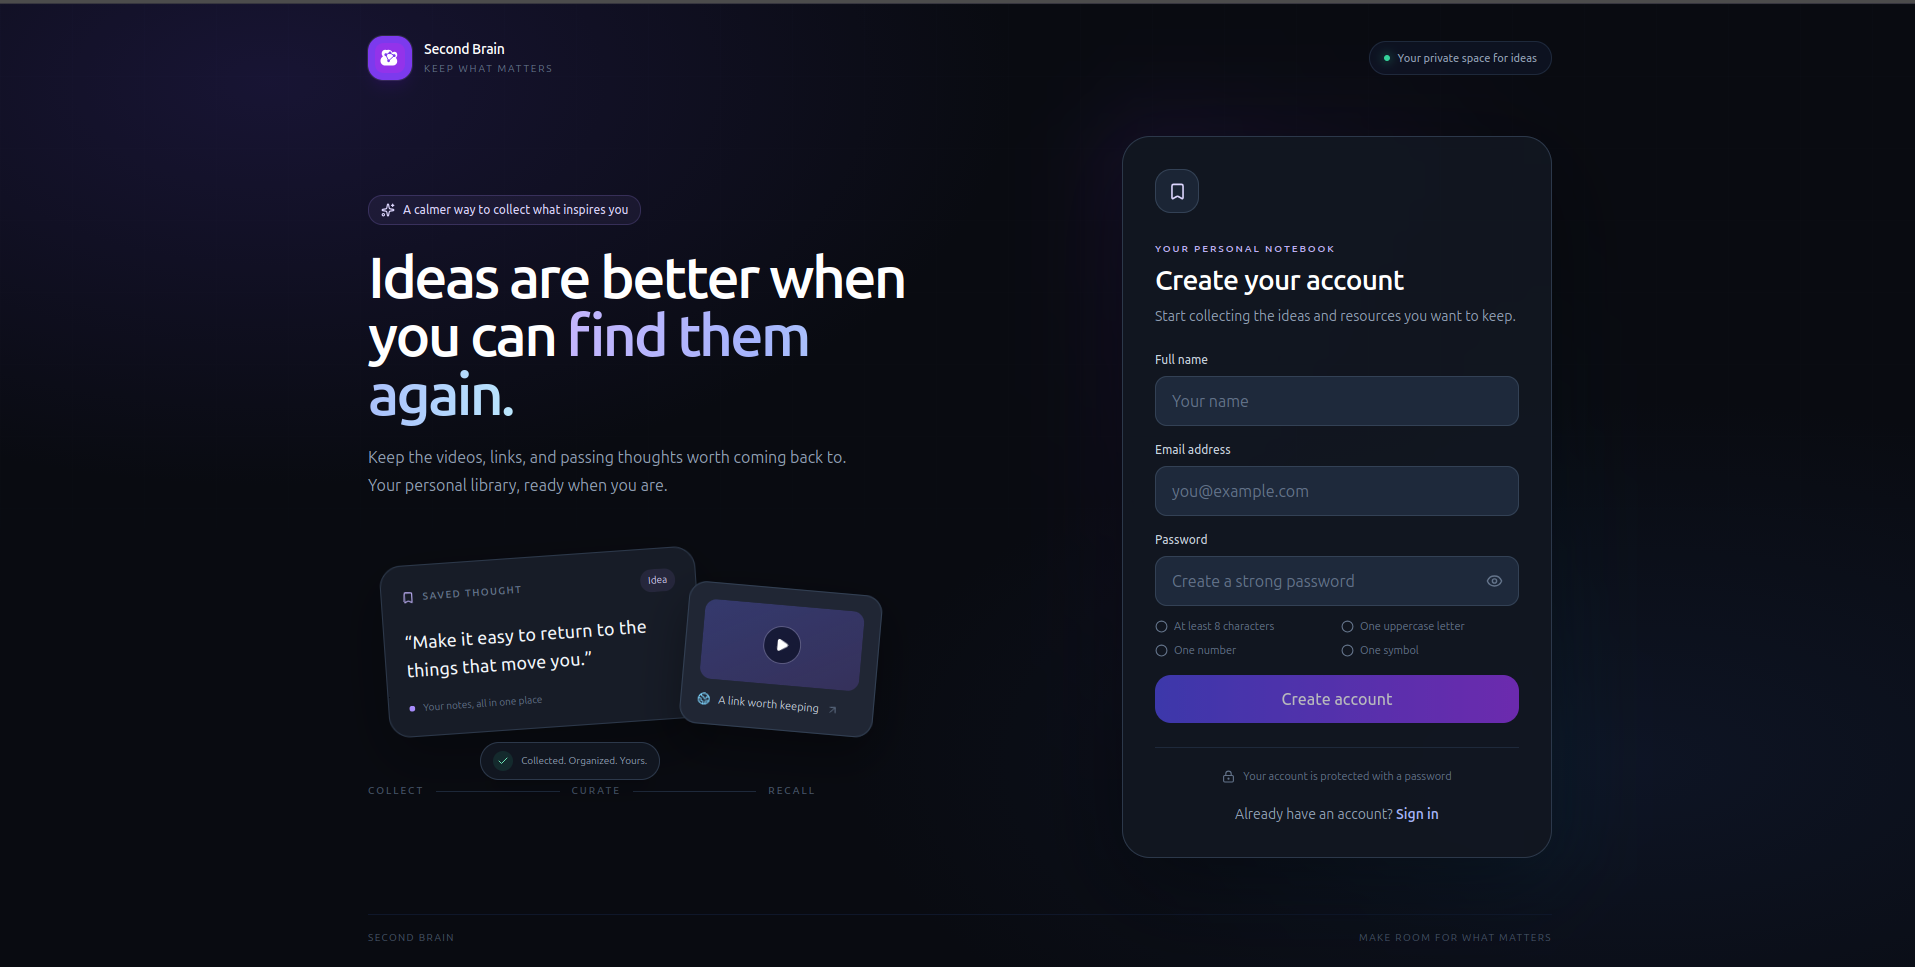 Second Brain
KEEP WHAT MATTERS
Your private space for ideas
A calmer way to collect what inspires you
Ideas are better when
you can find them
again.
Keep the videos, links, and passing thoughts worth coming back to.
Your personal library, ready when you are.
SAVED THOUGHT
Idea
“Make it easy to return to the
things that move you.”
Your notes, all in one place
A link worth keeping
Collected. Organized. Yours.
COLLECT
CURATE
RECALL
YOUR PERSONAL NOTEBOOK
Create your account
Start collecting the ideas and resources you want to keep.
Full name
Your name
Email address
you@example.com
Password
Create a strong password
At least 8 characters
One uppercase letter
One number
One symbol
Create account
Your account is protected with a password
Already have an account? Sign in
SECOND BRAIN
MAKE ROOM FOR WHAT MATTERS